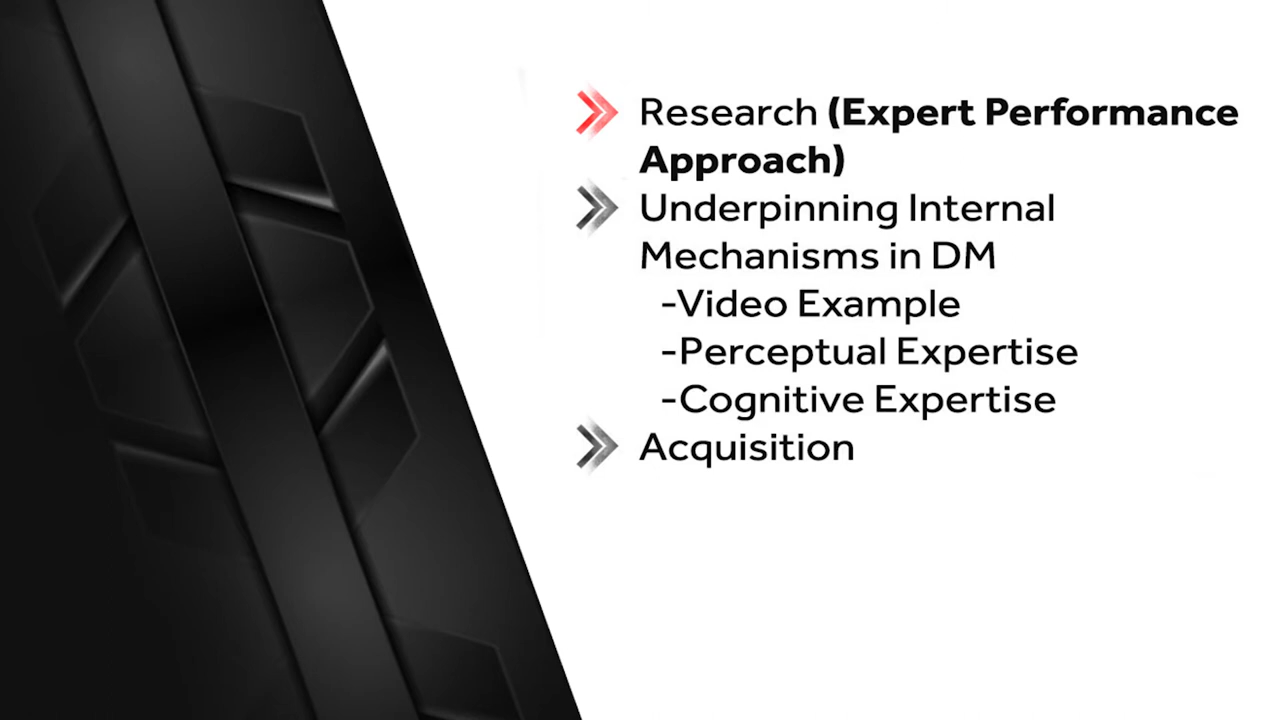 Research (Expert Performance
Approach)
Underpinning Internal
Mechanisms in DM
-Video Example
-Perceptual Expertise
-Cognitive Expertise
Acquisition